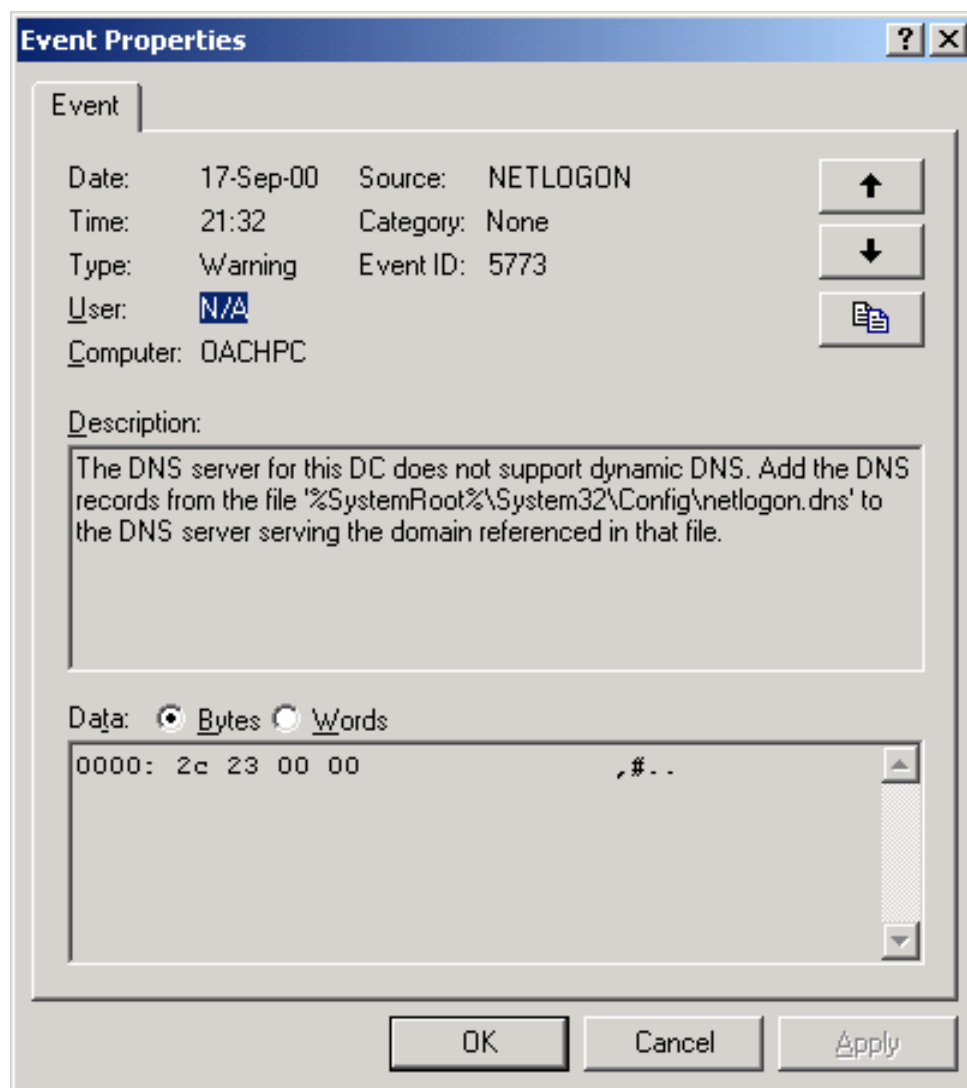 Event Properties
Event
Date: 17-Sep-00 Source: NETLOGON
Time: 21:32 Category: None
Type: Warning Event ID: 5773
User: N/A
Computer: OACHPC
Description:
The DNS server for this DC does not support dynamic DNS. Add the DNS
records from the file '%SystemRoot%\System32\Config\netlogon.dns' to
the DNS server serving the domain referenced in that file.
Data: Bytes Words
0000: 2c 23 00 00 ,#..
OK Cancel Apply